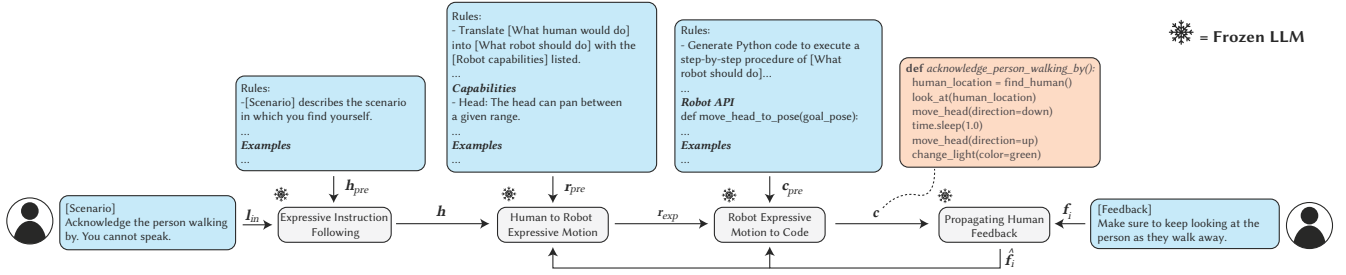 Rules:
- Translate [What human would do]
into [What robot should do] with the
[Robot capabilities] listed.
...
Capabilities
- Head: The head can pan between
a given range.
...
Examples
...
Rules:
- Generate Python code to execute a
step-by-step procedure of [What
robot should do]...
...
Robot API
def move_head_to_pose(goal_pose):
...
Examples
...
= Frozen LLM
Rules:
-[Scenario] describes the scenario
in which you find yourself.
...
Examples
...
def acknowledge_person_walking_by():
human_location = find_human()
look_at(human_location)
move_head(direction=down)
time.sleep(1.0)
move_head(direction=up)
change_light(color=green)
h_pre
r_pre
c_pre
[Scenario]
Acknowledge the person walking
by. You cannot speak.
l_in
Expressive Instruction
Following
h
Human to Robot
Expressive Motion
r_exp
Robot Expressive
Motion to Code
c
Propagating Human
Feedback
f_i
[Feedback]
Make sure to keep looking at the
person as they walk away.
f̂_i